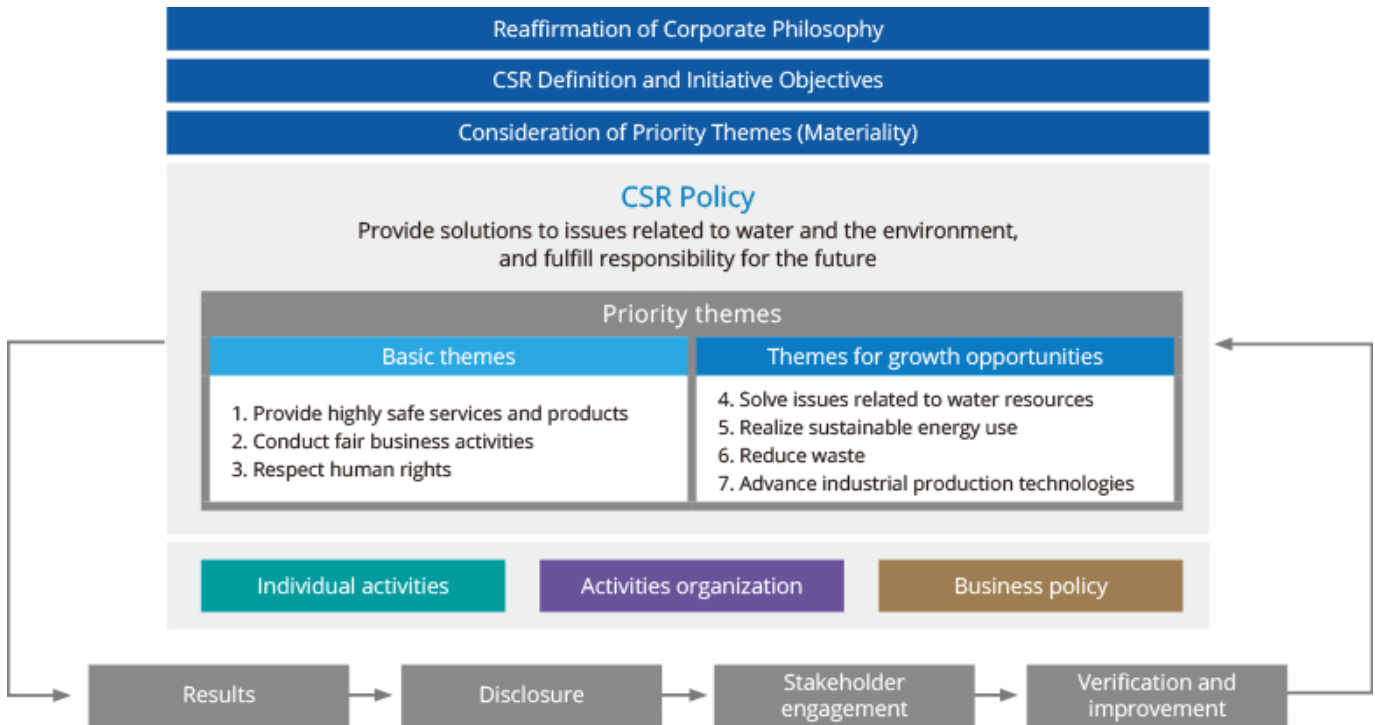 Reaffirmation of Corporate Philosophy
CSR Definition and Initiative Objectives
Consideration of Priority Themes (Materiality)
CSR Policy
Provide solutions to issues related to water and the environment,
and fulfill responsibility for the future
Priority themes
Basic themes
1. Provide highly safe services and products
2. Conduct fair business activities
3. Respect human rights
Themes for growth opportunities
4. Solve issues related to water resources
5. Realize sustainable energy use
6. Reduce waste
7. Advance industrial production technologies
Individual activities
Activities organization
Business policy
Results
Disclosure
Stakeholder
engagement
Verification and
improvement